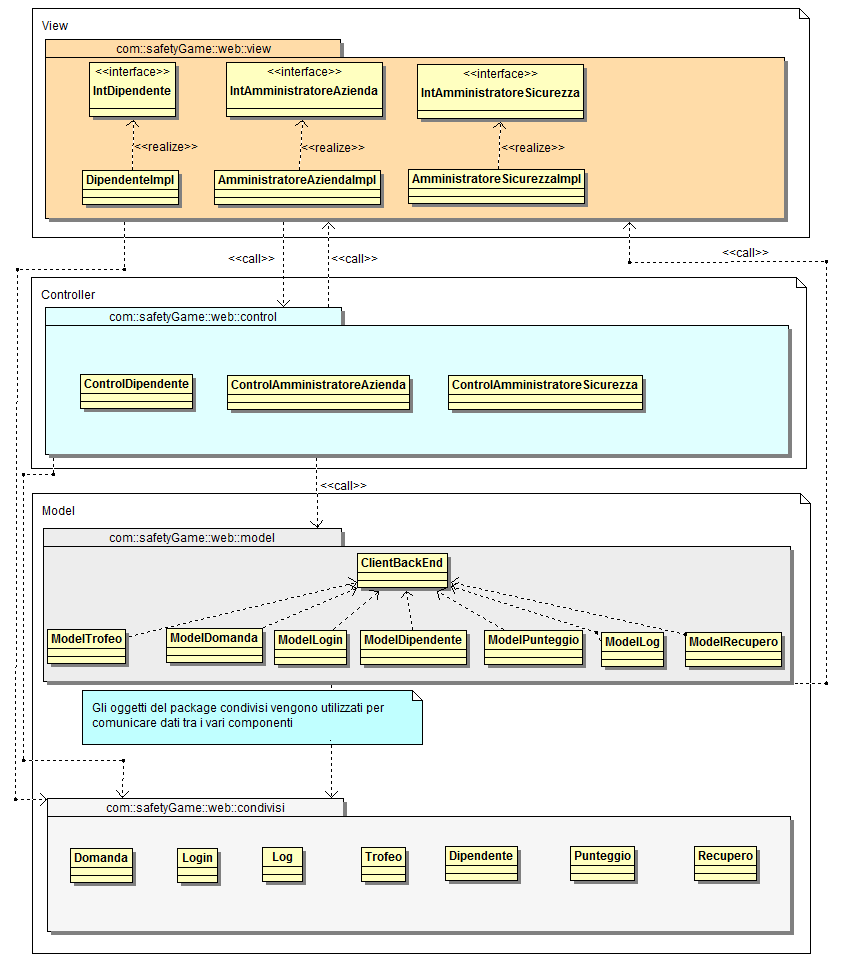 View
com::safetyGame::web::view
<<interface>>
IntDipendente
<<interface>>
IntAmministratoreAzienda
<<interface>>
IntAmministratoreSicurezza
<<realize>>
<<realize>>
<<realize>>
DipendenteImpl
AmministratoreAziendaImpl
AmministratoreSicurezzaImpl
<<call>>
<<call>>
<<call>>
Controller
com::safetyGame::web::control
ControlDipendente
ControlAmministratoreAzienda
ControlAmministratoreSicurezza
<<call>>
Model
com::safetyGame::web::model
ClientBackEnd
ModelTrofeo
ModelDomanda
ModelLogin
ModelDipendente
ModelPunteggio
ModelLog
ModelRecupero
Gli oggetti del package condivisi vengono utilizzati per
comunicare dati tra i vari componenti
com::safetyGame::web::condivisi
Domanda
Login
Log
Trofeo
Dipendente
Punteggio
Recupero